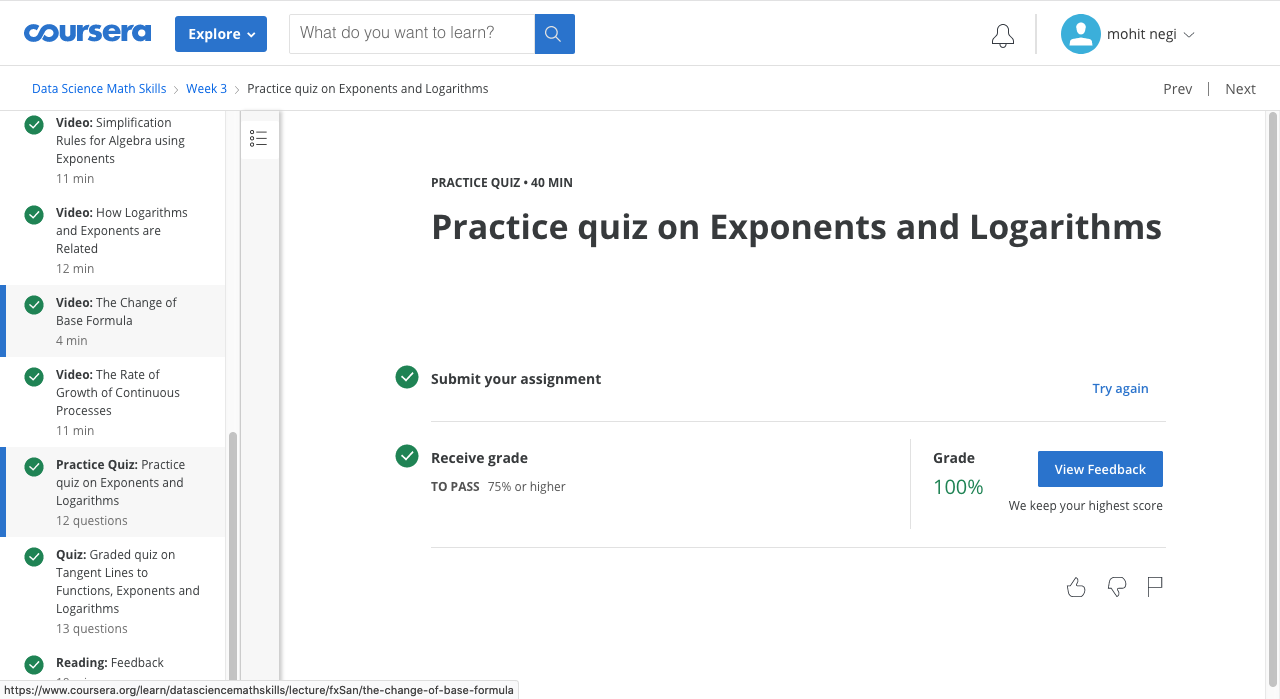 coursera
Explore
What do you want to learn?
mohit negi
Data Science Math Skills
Week 3
Practice quiz on Exponents and Logarithms
Prev
Next
Video: Simplification
Rules for Algebra using
Exponents
11 min
Video: How Logarithms
and Exponents are
Related
12 min
Video: The Change of
Base Formula
4 min
Video: The Rate of
Growth of Continuous
Processes
11 min
Practice Quiz: Practice
quiz on Exponents and
Logarithms
12 questions
Quiz: Graded quiz on
Tangent Lines to
Functions, Exponents and
Logarithms
13 questions
Reading: Feedback
PRACTICE QUIZ • 40 MIN
Practice quiz on Exponents and Logarithms
Submit your assignment
Try again
Receive grade
TO PASS 75% or higher
Grade
100%
View Feedback
We keep your highest score
https://www.coursera.org/learn/datasciencemathskills/lecture/fxSan/the-change-of-base-formula